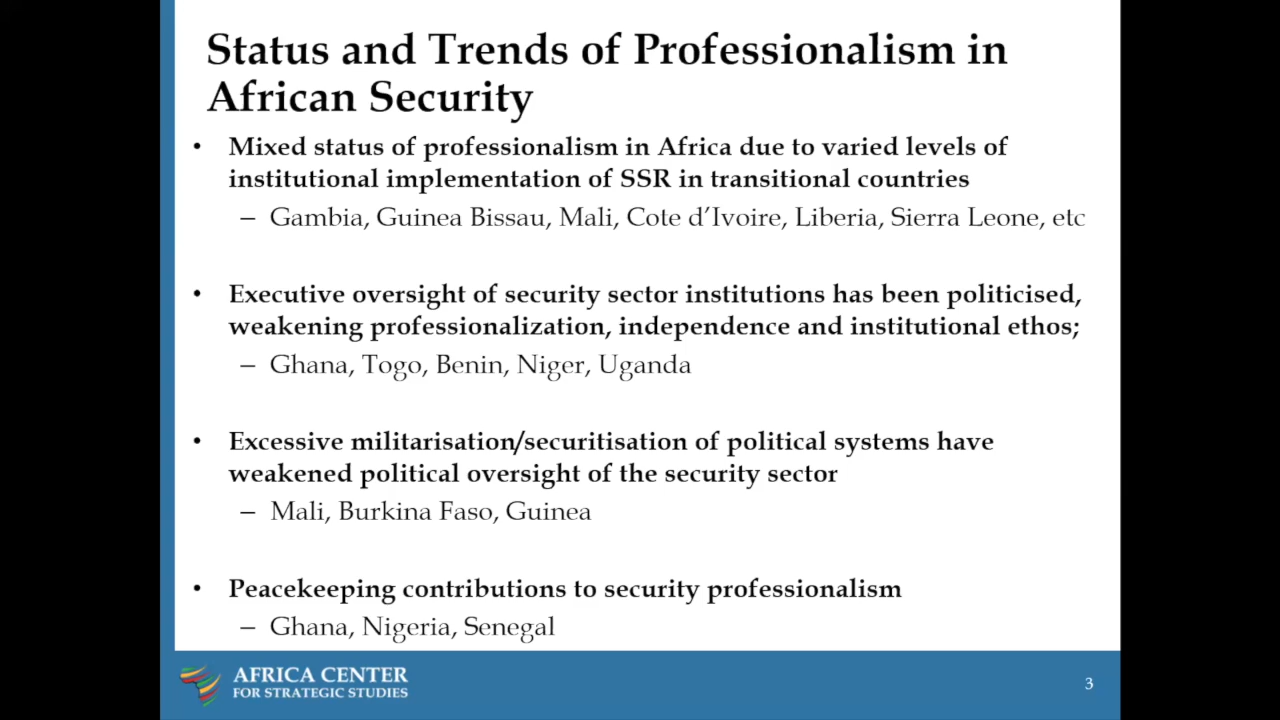 Status and Trends of Professionalism in
African Security
• Mixed status of professionalism in Africa due to varied levels of
institutional implementation of SSR in transitional countries
– Gambia, Guinea Bissau, Mali, Cote d’Ivoire, Liberia, Sierra Leone, etc
• Executive oversight of security sector institutions has been politicised,
weakening professionalization, independence and institutional ethos;
– Ghana, Togo, Benin, Niger, Uganda
• Excessive militarisation/securitisation of political systems have
weakened political oversight of the security sector
– Mali, Burkina Faso, Guinea
• Peacekeeping contributions to security professionalism
– Ghana, Nigeria, Senegal
AFRICA CENTER
FOR STRATEGIC STUDIES
3